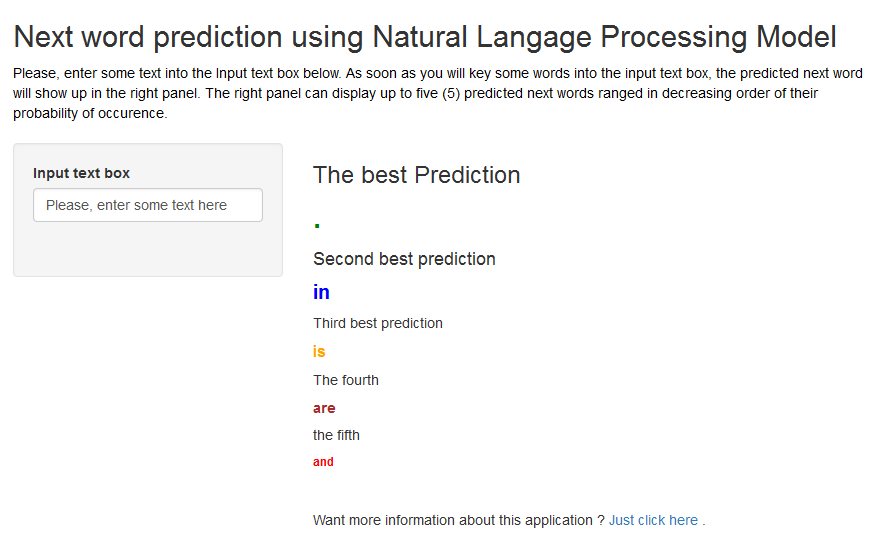 Next word prediction using Natural Langage Processing Model
Please, enter some text into the Input text box below. As soon as you will key some words into the input text box, the predicted next word
will show up in the right panel. The right panel can display up to five (5) predicted next words ranged in decreasing order of their
probability of occurence.
Input text box
Please, enter some text here
The best Prediction
.
Second best prediction
in
Third best prediction
is
The fourth
are
the fifth
and
Want more information about this application ? Just click here .